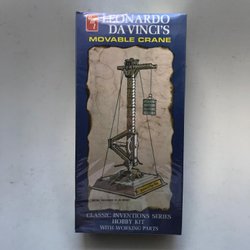 LEONARDO
DA VINCI'S
MOVABLE CRANE
CLASSIC INVENTIONS SERIES
HOBBY KIT
WITH WORKING PARTS